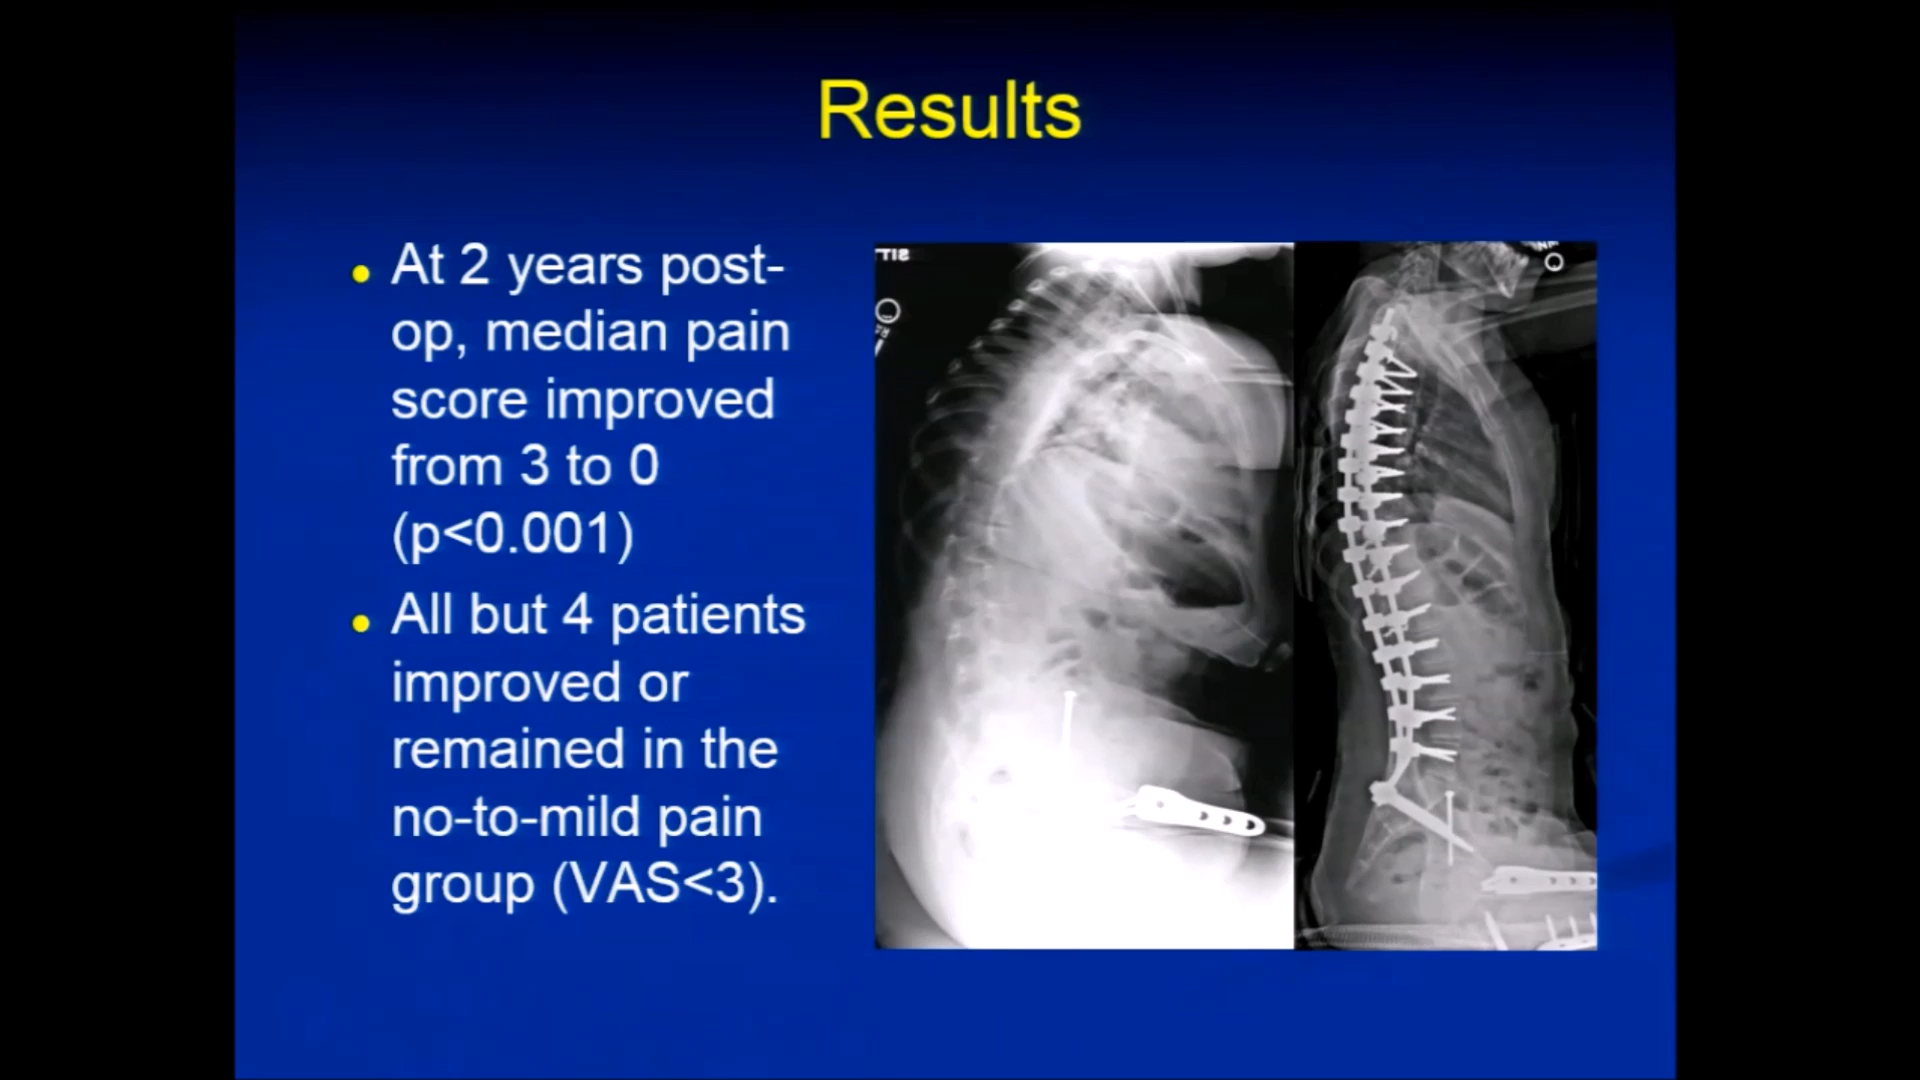 Results
At 2 years post-
op, median pain
score improved
from 3 to 0
(p<0.001)
All but 4 patients
improved or
remained in the
no-to-mild pain
group (VAS<3).